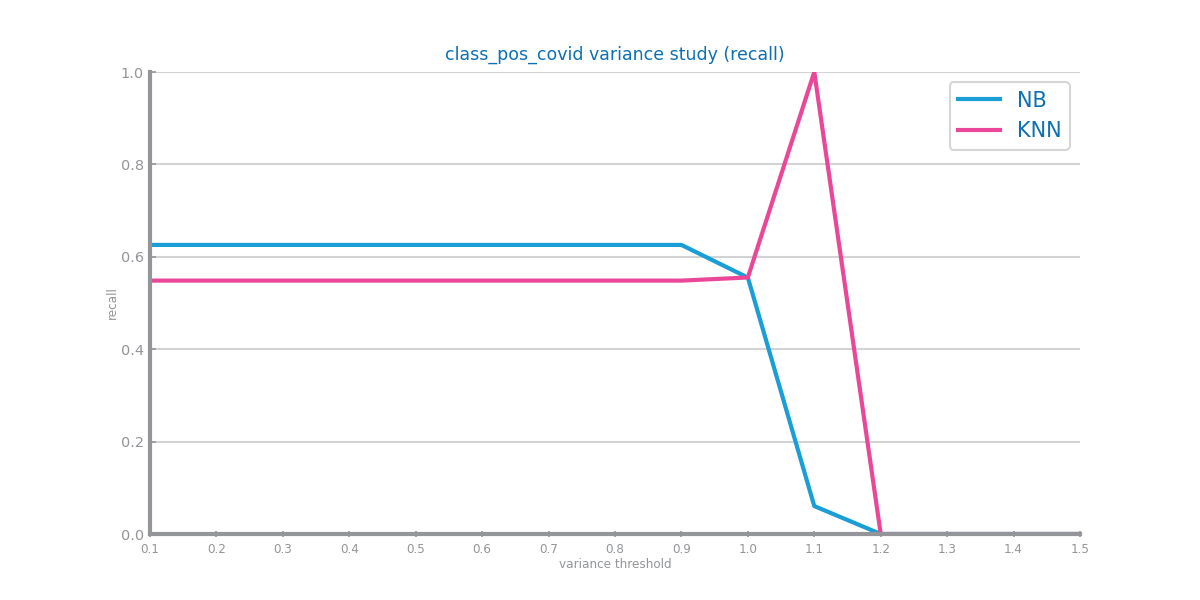 class_pos_covid variance study (recall)
1.0
0.8
0.6
0.4
0.2
0.0
recall
NB
KNN
0.1 0.2 0.3 0.4 0.5 0.6 0.7 0.8 0.9 1.0 1.1 1.2 1.3 1.4 1.5
variance threshold